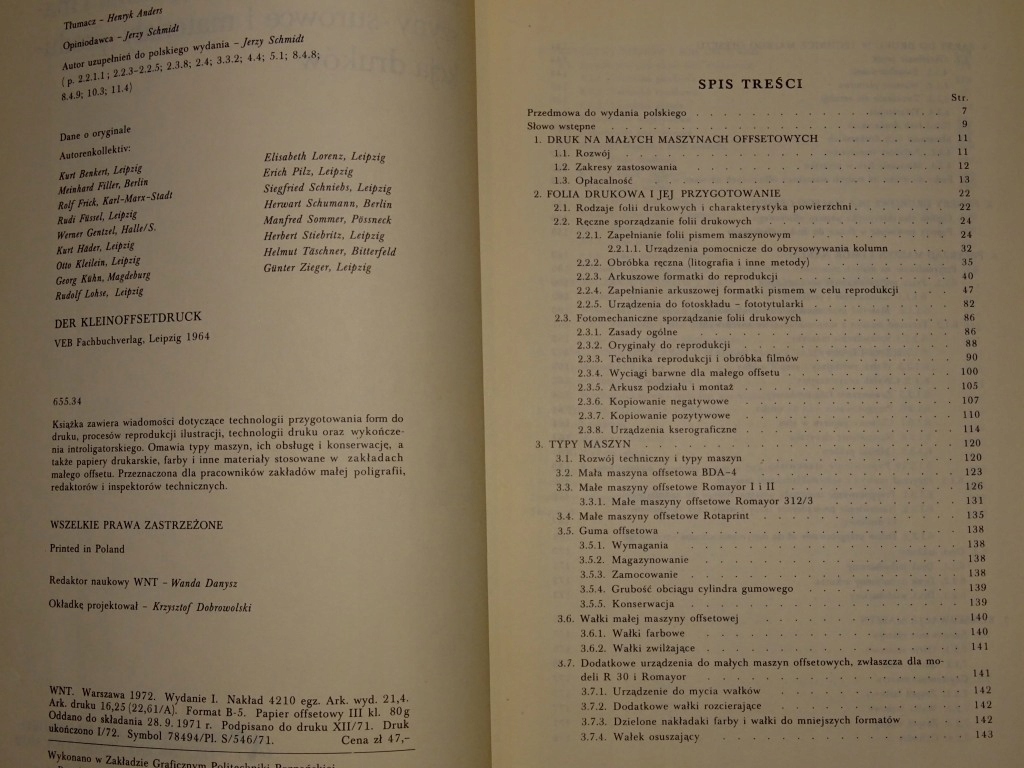 Tłumacz – Henryk Anders
Opiniodawca – Jerzy Schmidt
Autor uzupełnień do polskiego wydania – Jerzy Schmidt
( p. 2.2.1.1; 2.2.3–2.2.5; 2.3.8; 2.4; 3.3.2; 4.4; 5.1; 8.4.8;
8.4.9; 10.3; 11.4)
Dane o oryginale
Autorenkollektiv:
Kurt Benkert, Leipzig
Meinhard Filler, Berlin
Rolf Frick, Karl-Marx-Stadt
Rudi Füssel, Leipzig
Werner Gentzel, Halle/S.
Kurt Häder, Leipzig
Otto Kleilein, Leipzig
Georg Kühn, Magdeburg
Rudolf Lohse, Leipzig
Elisabeth Lorenz, Leipzig
Erich Pilz, Leipzig
Siegfried Schniebs, Leipzig
Herwart Schumann, Berlin
Manfred Sommer, Pössneck
Herbert Stiebritz, Leipzig
Helmut Täschner, Bitterfeld
Günter Zieger, Leipzig
DER KLEINOFFSETDRUCK
VEB Fachbuchverlag, Leipzig 1964
655.34
Książka zawiera wiadomości dotyczące technologii przygotowania form do
druku, procesów reprodukcji ilustracji, technologii druku oraz wykończe-
nia introligatorskiego. Omawia typy maszyn, ich obsługę i konserwację, a
także papiery drukarskie, farby i inne materiały stosowane w zakładach
małego offsetu. Przeznaczona dla pracowników zakładów małej poligrafii,
redaktorów i inspektorów technicznych.
WSZELKIE PRAWA ZASTRZEŻONE
Printed in Poland
Redaktor naukowy WNT – Wanda Danysz
Okładkę projektował – Krzysztof Dobrowolski
WNT. Warszawa 1972. Wydanie I. Nakład 4210 egz. Ark. wyd. 21,4.
Ark. druku 16,25 (22,61/A). Format B-5. Papier offsetowy III kl. 80g
Oddano do składania 28. 9. 1971 r. Podpisano do druku XII/71. Druk
ukończono I/72. Symbol 78494/Pl. S/546/71. Cena zł 47,–
Wykonano w Zakładzie Graficznym Politechniki Poznańskiej
SPIS TREŚCI
Str.
Przedmowa do wydania polskiego . . . . . . . . . . . . . . 7
Słowo wstępne . . . . . . . . . . . . . . . . . . 9
1. DRUK NA MAŁYCH MASZYNACH OFFSETOWYCH . . . . . . . 11
1.1. Rozwój . . . . . . . . . . . . . . . . . 11
1.2. Zakresy zastosowania . . . . . . . . . . . . . 12
1.3. Opłacalność . . . . . . . . . . . . . . . 13
2. FOLIA DRUKOWA I JEJ PRZYGOTOWANIE . . . . . . . . . 22
2.1. Rodzaje folii drukowych i charakterystyka powierzchni . . . . . 22
2.2. Ręczne sporządzanie folii drukowych . . . . . . . . . . 24
2.2.1. Zapełnianie folii pismem maszynowym . . . . . . . . 24
2.2.1.1. Urządzenia pomocnicze do obrysowywania kolumn . . . 32
2.2.2. Obróbka ręczna (litografia i inne metody) . . . . . . . 35
2.2.3. Arkuszowe formatki do reprodukcji . . . . . . . . 40
2.2.4. Zapełnianie arkuszowej formatki pismem w celu reprodukcji . . 47
2.2.5. Urządzenia do fotoskładu – fototytularki . . . . . . . 82
2.3. Fotomechaniczne sporządzanie folii drukowych . . . . . . . 86
2.3.1. Zasady ogólne . . . . . . . . . . . . . 86
2.3.2. Oryginały do reprodukcji . . . . . . . . . . . 88
2.3.3. Technika reprodukcji i obróbka filmów . . . . . . . . 90
2.3.4. Wyciągi barwne dla małego offsetu . . . . . . . . . 100
2.3.5. Arkusz podziału i montaż . . . . . . . . . . . 105
2.3.6. Kopiowanie negatywowe . . . . . . . . . . . 107
2.3.7. Kopiowanie pozytywowe . . . . . . . . . . . 110
2.3.8. Urządzenia kserograficzne . . . . . . . . . . . 114
3. TYPY MASZYN . . . . . . . . . . . . . . . . 120
3.1. Rozwój techniczny i typy maszyn . . . . . . . . . . 120
3.2. Mała maszyna offsetowa BDA-4 . . . . . . . . . . 123
3.3. Małe maszyny offsetowe Romayor I i II . . . . . . . . 126
3.3.1. Małe maszyny offsetowe Romayor 312/3 . . . . . . . 131
3.4. Małe maszyny offsetowe Rotaprint . . . . . . . . . . 135
3.5. Guma offsetowa . . . . . . . . . . . . . . 138
3.5.1. Wymagania . . . . . . . . . . . . . . 138
3.5.2. Magazynowanie . . . . . . . . . . . . . 138
3.5.3. Zamocowanie . . . . . . . . . . . . . 138
3.5.4. Grubość obciągu cylindra gumowego . . . . . . . . 139
3.5.5. Konserwacja . . . . . . . . . . . . . 139
3.6. Wałki małej maszyny offsetowej . . . . . . . . . . 140
3.6.1. Wałki farbowe . . . . . . . . . . . . . 140
3.6.2. Wałki zwilżające . . . . . . . . . . . . 141
3.7. Dodatkowe urządzenia do małych maszyn offsetowych, zwłaszcza dla mo-
deli R 30 i Romayor . . . . . . . . . . . . . 141
3.7.1. Urządzenie do mycia wałków . . . . . . . . . . 142
3.7.2. Dodatkowe wałki rozcierające . . . . . . . . . . 142
3.7.3. Dzielone nakładaki farby i wałki do mniejszych formatów . . . 142
3.7.4. Wałek osuszający . . . . . . . . . . . . 143